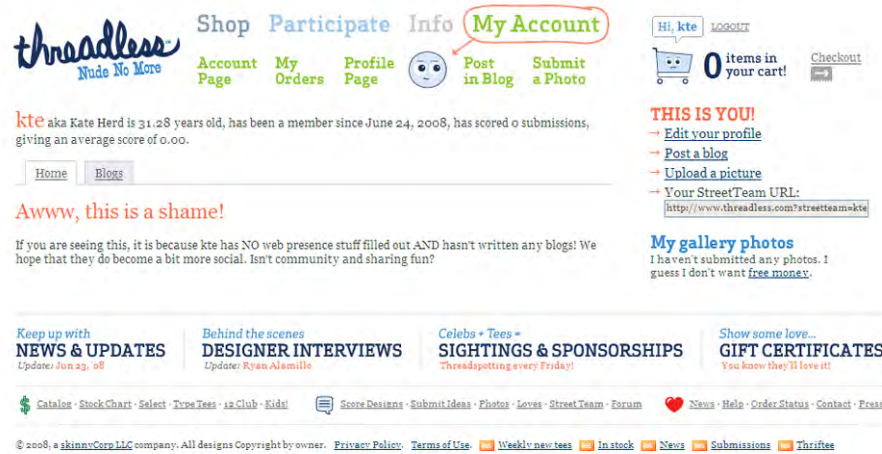 threadless
Nude No More
Shop Participate Info My Account
Account Page
My Orders
Profile Page
Post in Blog
Submit a Photo
Hi, kte LOGOUT
0 items in your cart!
Checkout
kte aka Kate Herd is 31.28 years old, has been a member since June 24, 2008, has scored 0 submissions,
giving an average score of 0.00.
Home Blogs
Awww, this is a shame!
If you are seeing this, it is because kte has NO web presence stuff filled out AND hasn't written any blogs! We
hope that they do become a bit more social. Isn't community and sharing fun?
THIS IS YOU!
→ Edit your profile
→ Post a blog
→ Upload a picture
→ Your StreetTeam URL:
http://www.threadless.com?streetteam=kte
My gallery photos
I haven't submitted any photos. I
guess I don't want free money.
Keep up with
NEWS & UPDATES
Update: Jun 23, '08
Behind the scenes
DESIGNER INTERVIEWS
Update: Ryan Alamillo
Celebs + Tees =
SIGHTINGS & SPONSORSHIPS
Threadspotting every Friday!
Show some love...
GIFT CERTIFICATES
You know they'll love it!
Catalog · Stock Chart · Select · Type Tees · 12 Club · Kids!
Score Designs · Submit Ideas · Photos · Loves · Street Team · Forum
News · Help · Order Status · Contact · Press
© 2008, a skinnyCorp LLC company. All designs Copyright by owner. Privacy Policy. Terms of Use. Weekly new tees In stock News Submissions Thriftee